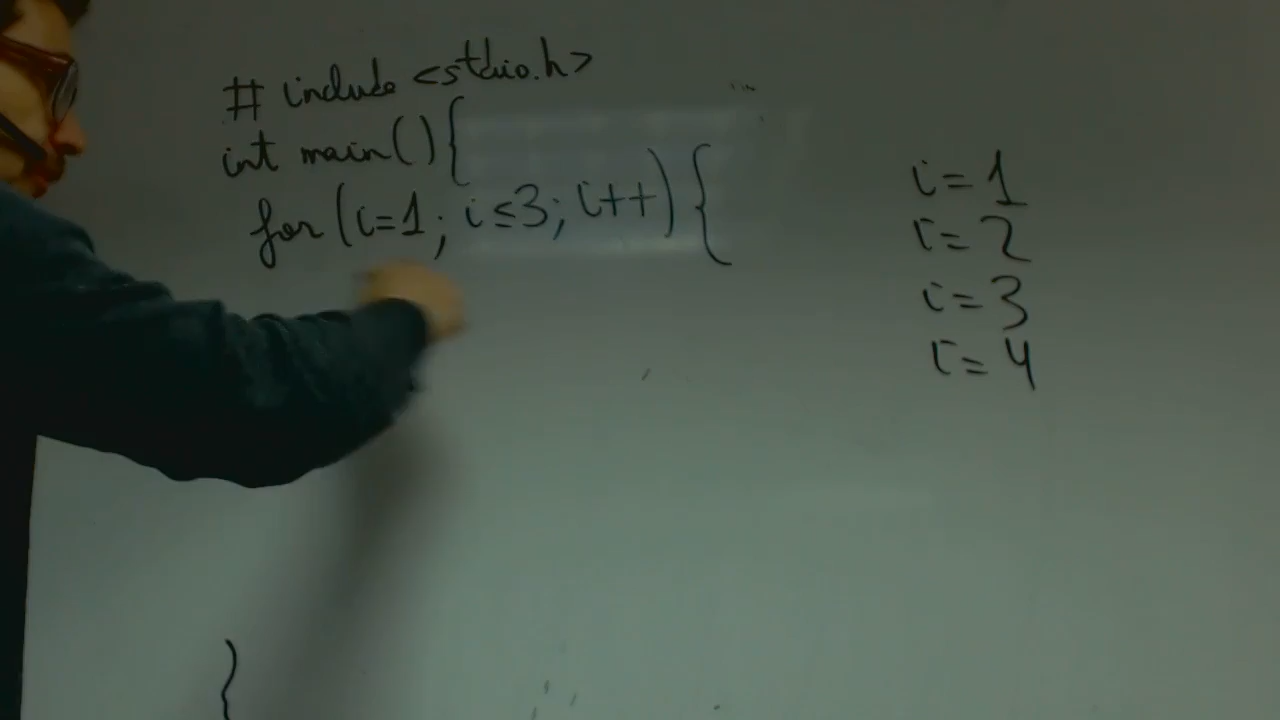 # include <stdio.h>
int main(){
for (i=1; i≤3; i++) {
}
i=1
i=2
i=3
i=4